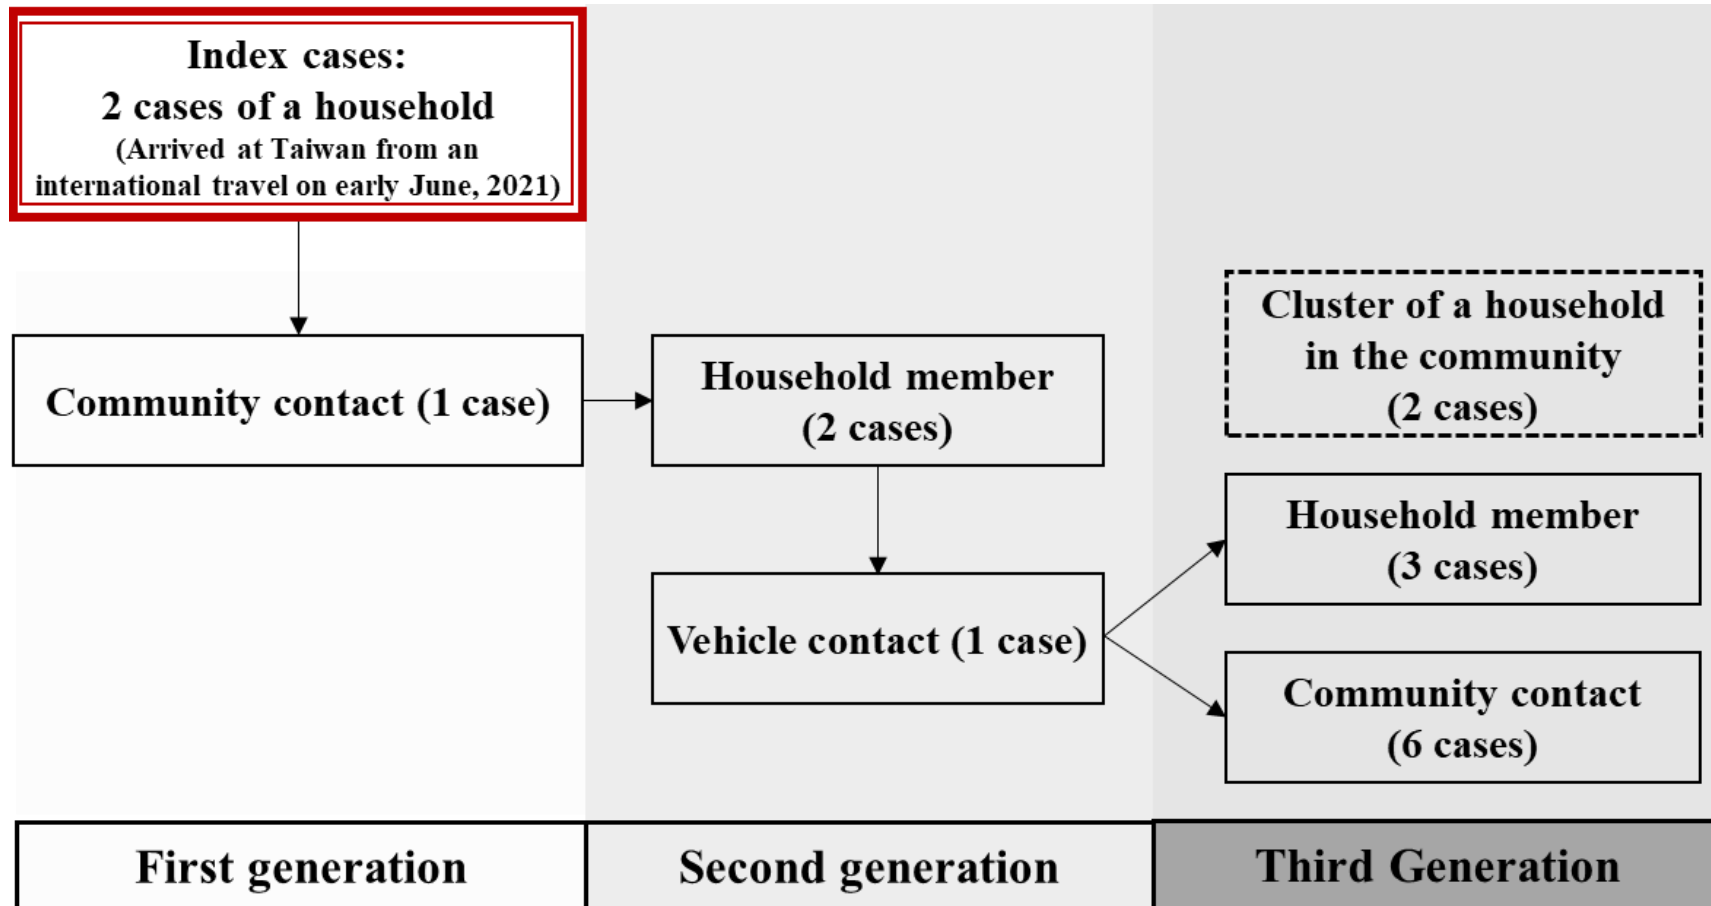 Index cases:
2 cases of a household
(Arrived at Taiwan from an
international travel on early June, 2021)
Community contact (1 case)
Household member
(2 cases)
Vehicle contact (1 case)
Cluster of a household
in the community
(2 cases)
Household member
(3 cases)
Community contact
(6 cases)
First generation
Second generation
Third Generation